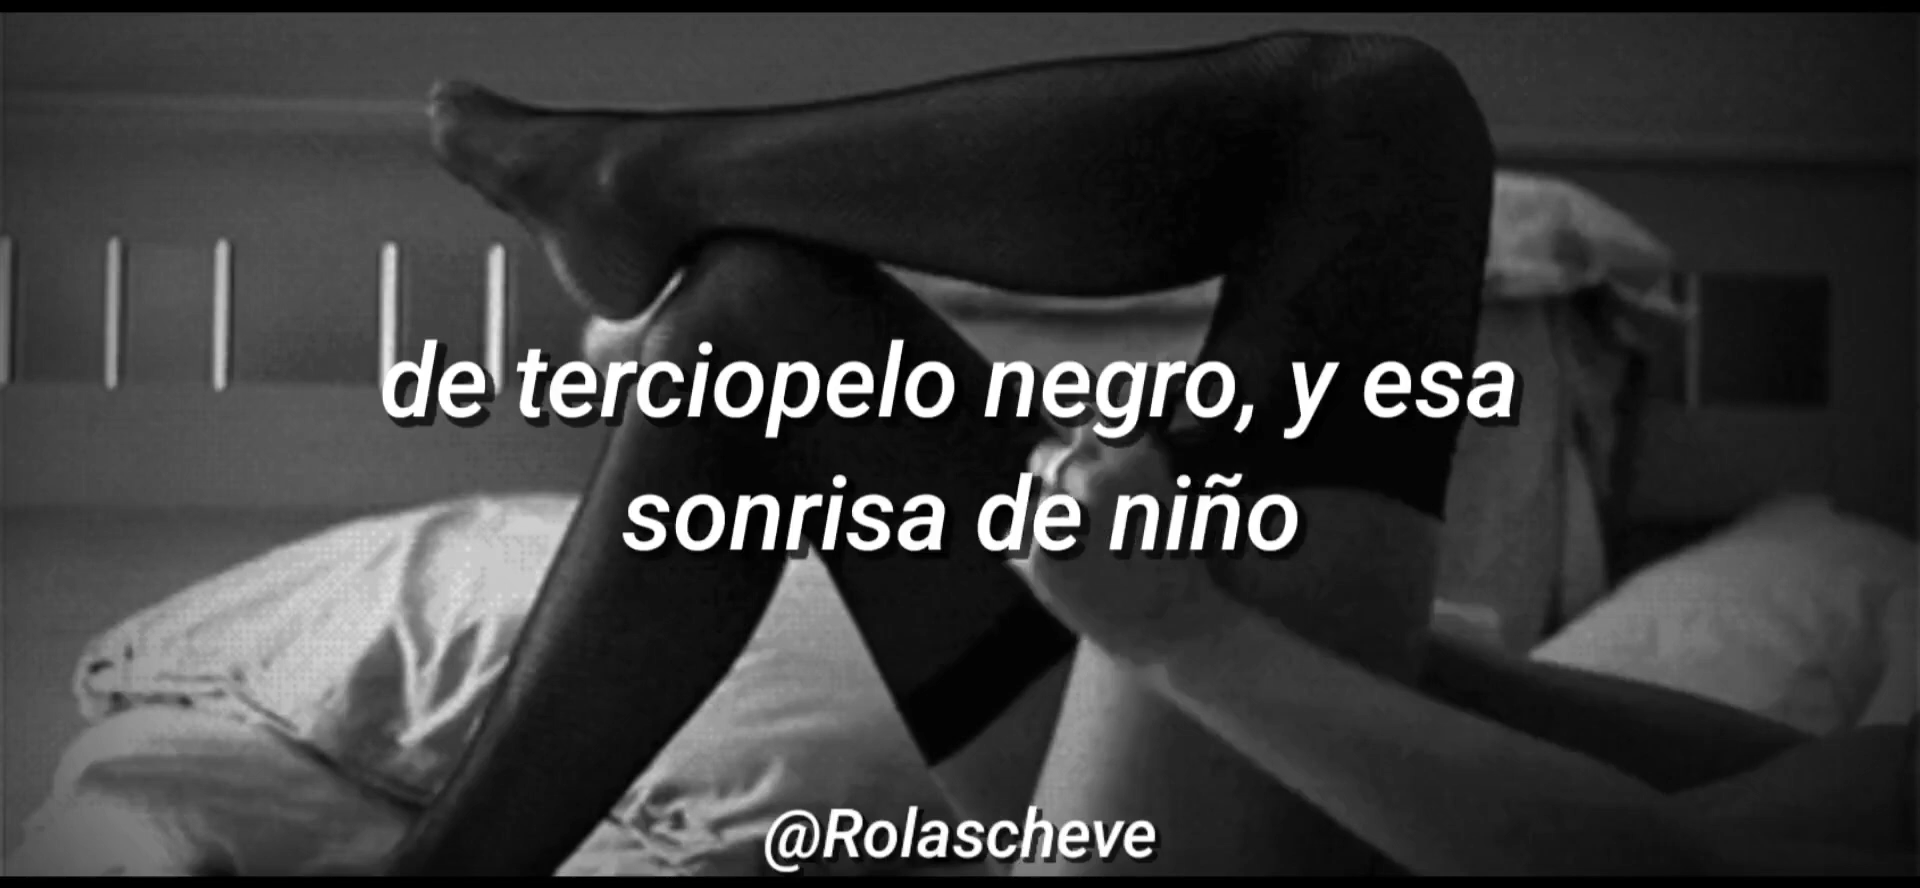 de terciopelo negro, y esa
sonrisa de niño
@Rolascheve